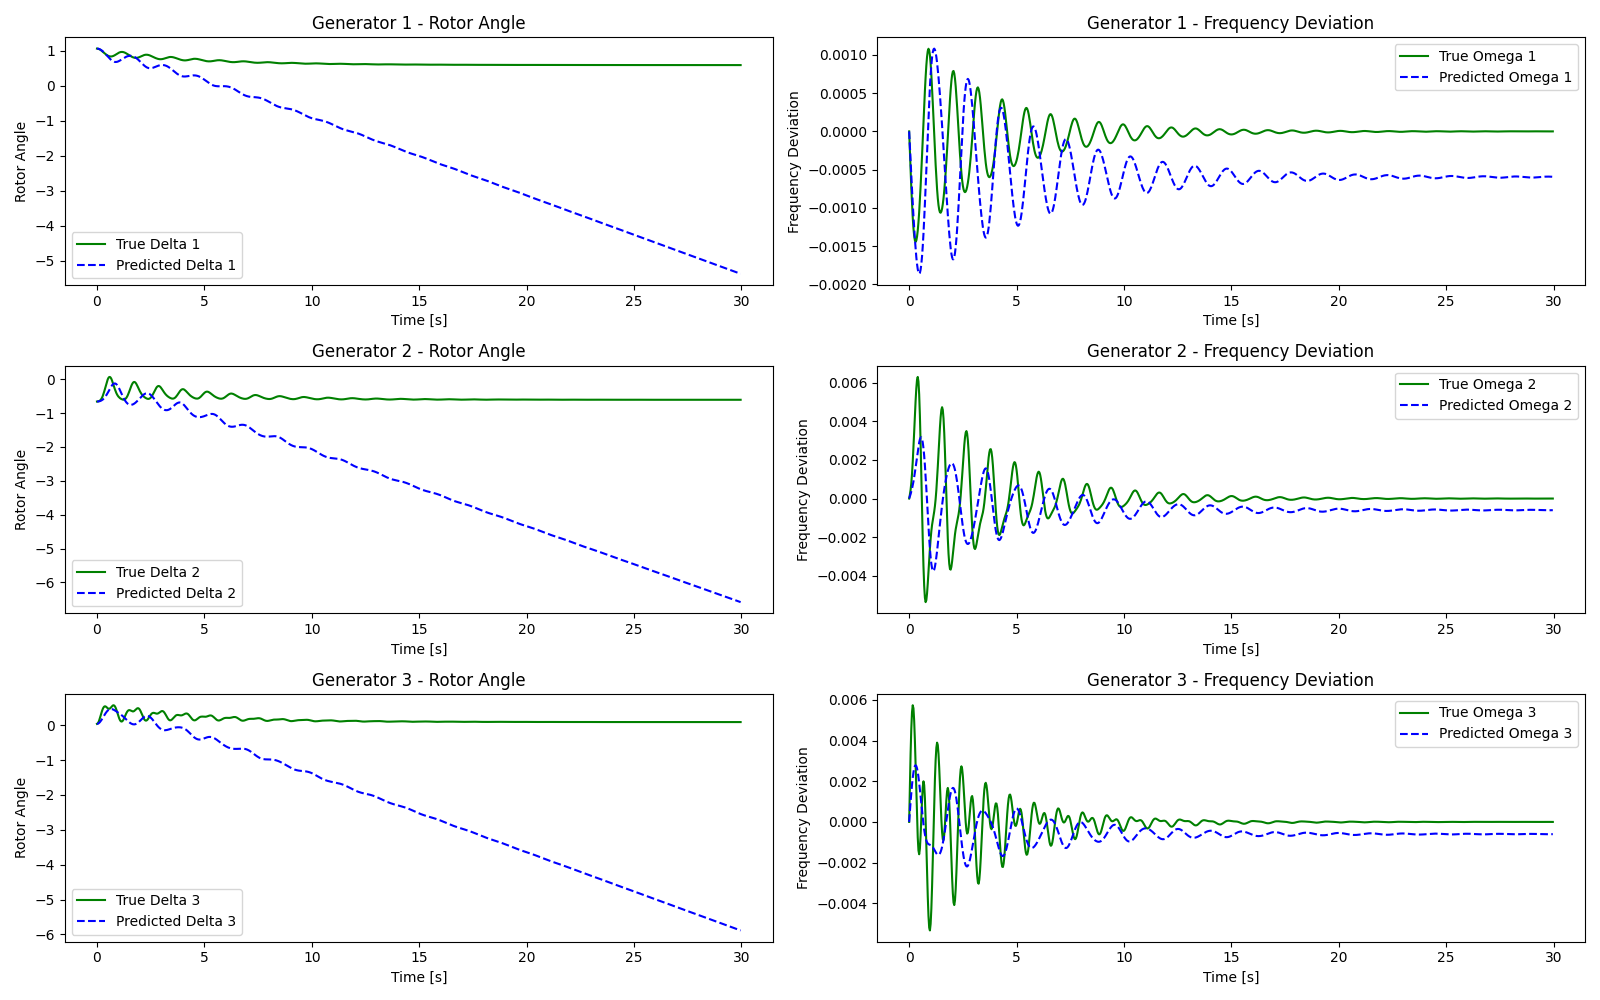 Generator 1 - Rotor Angle
Rotor Angle
1
0
−1
−2
−3
−4
−5
True Delta 1
Predicted Delta 1
0 5 10 15 20 25 30
Time [s]
Generator 1 - Frequency Deviation
Frequency Deviation
0.0010
0.0005
0.0000
−0.0005
−0.0010
−0.0015
−0.0020
True Omega 1
Predicted Omega 1
0 5 10 15 20 25 30
Time [s]
Generator 2 - Rotor Angle
Rotor Angle
0
−1
−2
−3
−4
−5
−6
True Delta 2
Predicted Delta 2
0 5 10 15 20 25 30
Time [s]
Generator 2 - Frequency Deviation
Frequency Deviation
0.006
0.004
0.002
0.000
−0.002
−0.004
True Omega 2
Predicted Omega 2
0 5 10 15 20 25 30
Time [s]
Generator 3 - Rotor Angle
Rotor Angle
0
−1
−2
−3
−4
−5
−6
True Delta 3
Predicted Delta 3
0 5 10 15 20 25 30
Time [s]
Generator 3 - Frequency Deviation
Frequency Deviation
0.006
0.004
0.002
0.000
−0.002
−0.004
True Omega 3
Predicted Omega 3
0 5 10 15 20 25 30
Time [s]